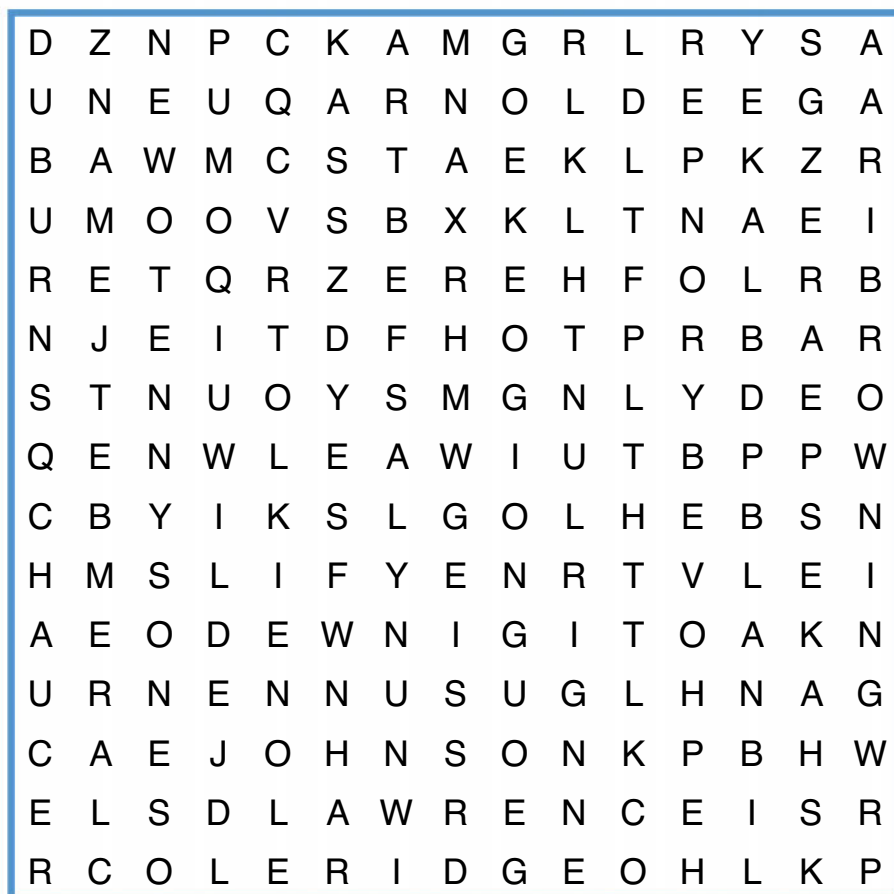 D Z N P C K A M G R L R Y S A
U N E U Q A R N O L D E E G A
B A W M C S T A E K L P K Z R
U M O O V S B X K L T N A E I
R E T Q R Z E R E H F O L R B
N J E I T D F H O T P R B A R
S T N U O Y S M G N L Y D E O
Q E N W L E A W I U T B P P W
C B Y I K S L G O L H E B S N
H M S L I F Y E N R T V L E I
A E O D E W N I G I T O A K N
U R N E N N U S U G L H N A G
C A E J O H N S O N K P B H W
E L S D L A W R E N C E I S R
R C O L E R I D G E O H L K P